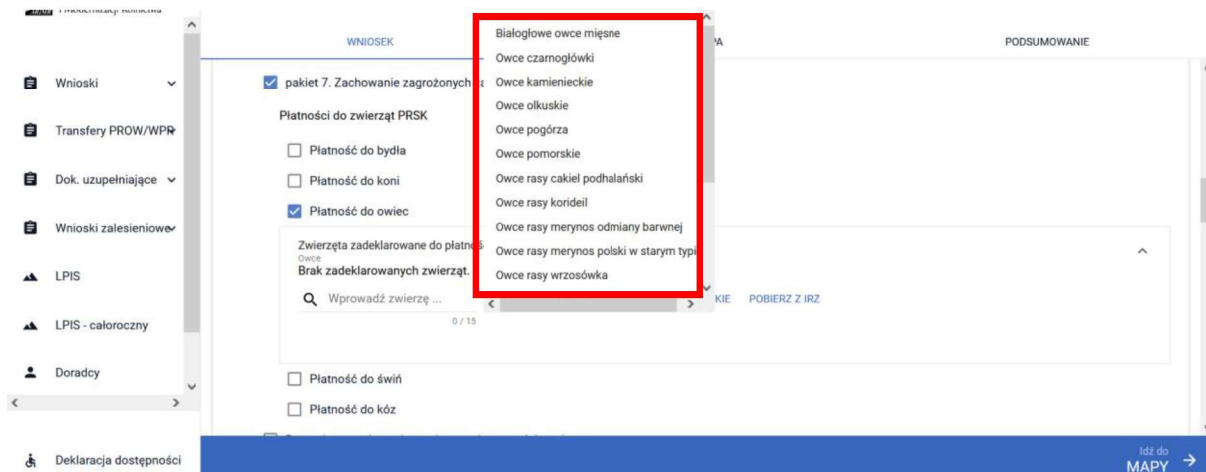 i Modernizacji Rolnictwa
WNIOSEK
PODSUMOWANIE
Wnioski
Transfery PROW/WPR
Dok. uzupełniające
Wnioski zalesieniowe
LPIS
LPIS - całoroczny
Doradcy
Deklaracja dostępności
pakiet 7. Zachowanie zagrożonych
Płatności do zwierząt PRSK
Płatność do bydła
Płatność do koni
Płatność do owiec
Zwierzęta zadeklarowane do płatnoś
Owce
Brak zadeklarowanych zwierząt.
Wprowadź zwierzę ...
0 / 15
Białogłowe owce mięsne
Owce czarnogłówki
Owce kamienieckie
Owce olkuskie
Owce pogórza
Owce pomorskie
Owce rasy cakiel podhalański
Owce rasy korideil
Owce rasy merynos odmiany barwnej
Owce rasy merynos polski w starym typi
Owce rasy wrzosówka
KIE POBIERZ Z IRZ
Płatność do świń
Płatność do kóz
Idź do
MAPY